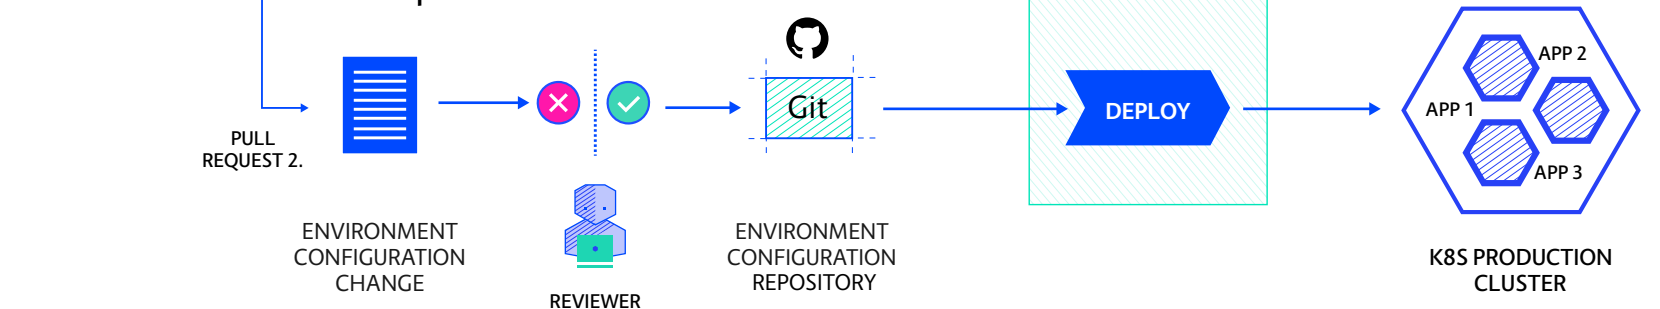 PULL
REQUEST 2.
ENVIRONMENT
CONFIGURATION
CHANGE
REVIEWER
Git
ENVIRONMENT
CONFIGURATION
REPOSITORY
DEPLOY
APP 2
APP 1
APP 3
K8S PRODUCTION
CLUSTER